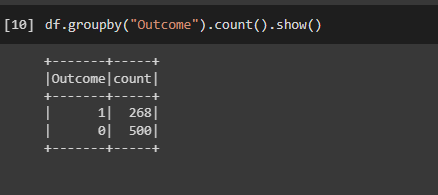 [10] df.groupby("Outcome").count().show()
+-------+-----+
|Outcome|count|
+-------+-----+
|      1|  268|
|      0|  500|
+-------+-----+